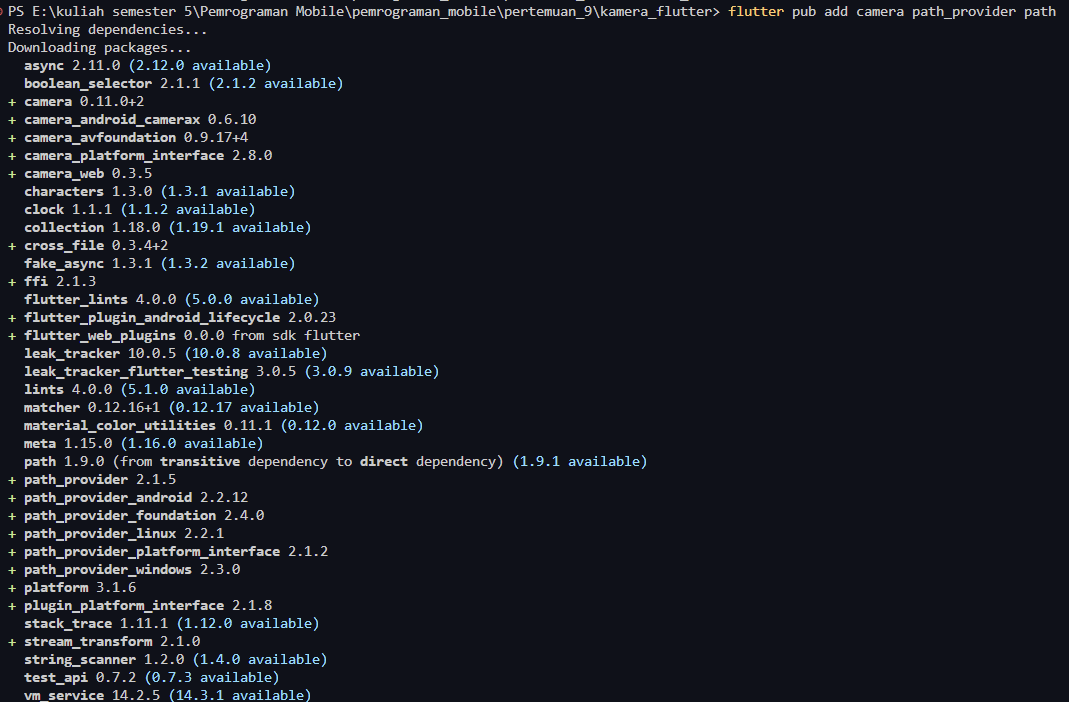 PS E:\kuliah semester 5\Pemrograman Mobile\pemrograman_mobile\pertemuan_9\kamera_flutter> flutter pub add camera path_provider path
Resolving dependencies...
Downloading packages...
  async 2.11.0 (2.12.0 available)
  boolean_selector 2.1.1 (2.1.2 available)
+ camera 0.11.0+2
+ camera_android_camerax 0.6.10
+ camera_avfoundation 0.9.17+4
+ camera_platform_interface 2.8.0
+ camera_web 0.3.5
  characters 1.3.0 (1.3.1 available)
  clock 1.1.1 (1.1.2 available)
  collection 1.18.0 (1.19.1 available)
+ cross_file 0.3.4+2
  fake_async 1.3.1 (1.3.2 available)
+ ffi 2.1.3
  flutter_lints 4.0.0 (5.0.0 available)
+ flutter_plugin_android_lifecycle 2.0.23
+ flutter_web_plugins 0.0.0 from sdk flutter
  leak_tracker 10.0.5 (10.0.8 available)
  leak_tracker_flutter_testing 3.0.5 (3.0.9 available)
  lints 4.0.0 (5.1.0 available)
  matcher 0.12.16+1 (0.12.17 available)
  material_color_utilities 0.11.1 (0.12.0 available)
  meta 1.15.0 (1.16.0 available)
  path 1.9.0 (from transitive dependency to direct dependency) (1.9.1 available)
+ path_provider 2.1.5
+ path_provider_android 2.2.12
+ path_provider_foundation 2.4.0
+ path_provider_linux 2.2.1
+ path_provider_platform_interface 2.1.2
+ path_provider_windows 2.3.0
+ platform 3.1.6
+ plugin_platform_interface 2.1.8
  stack_trace 1.11.1 (1.12.0 available)
+ stream_transform 2.1.0
  string_scanner 1.2.0 (1.4.0 available)
  test_api 0.7.2 (0.7.3 available)
  vm_service 14.2.5 (14.3.1 available)